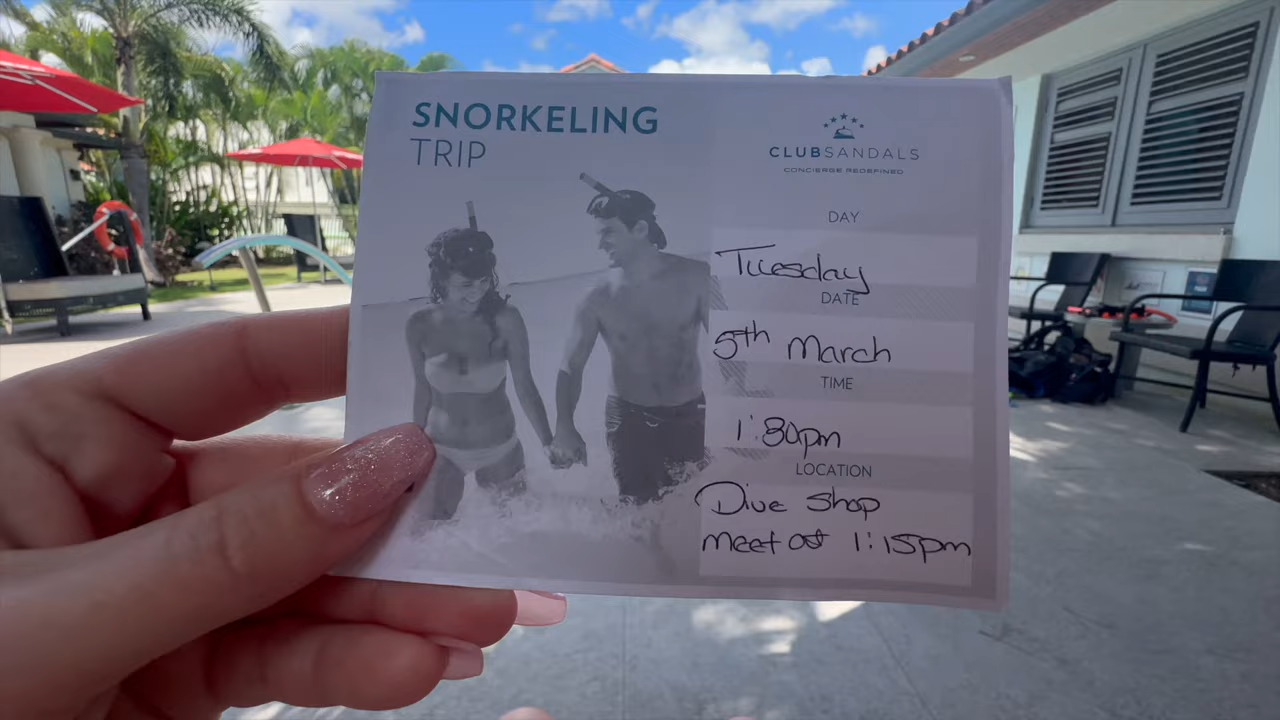 SNORKELING
TRIP
CLUBSANDALS
CONCIERGE REDEFINED
DAY
Tuesday
DATE
5th March
TIME
1:30pm
LOCATION
Dive Shop
meet at 1:15pm